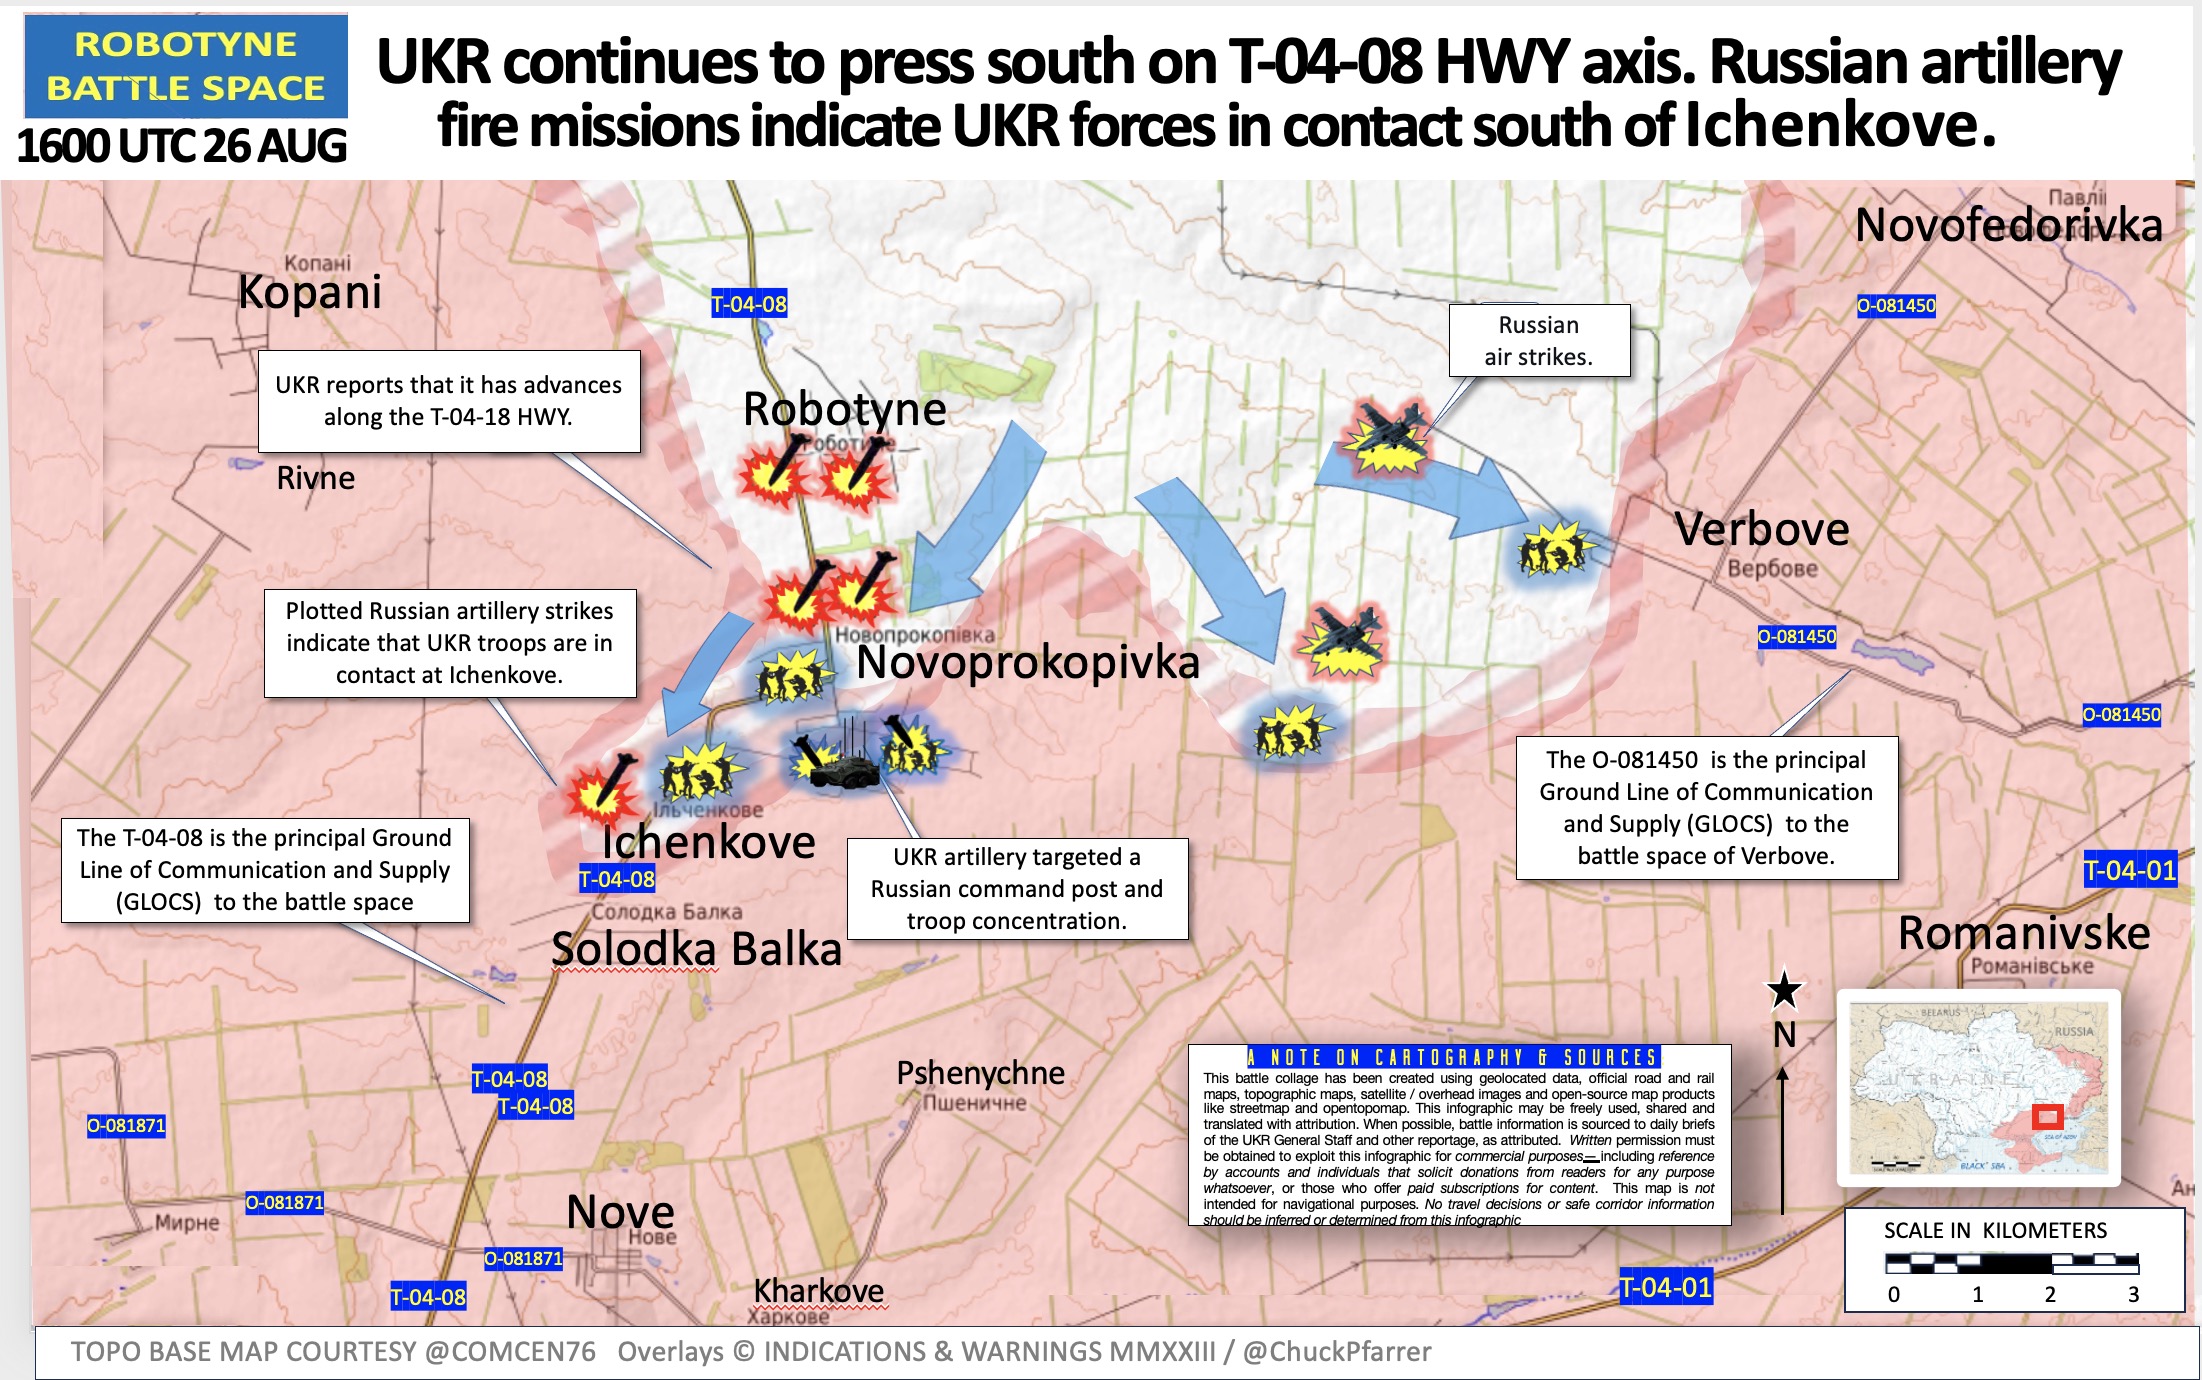 ROBOTYNE
BATTLE SPACE
1600 UTC 26 AUG
UKR continues to press south on T-04-08 HWY axis. Russian artillery
fire missions indicate UKR forces in contact south of Ichenkove.
Novofedorivka
Копані
Kopani
T-04-08
O-081450
Russian
air strikes.
UKR reports that it has advances
along the T-04-18 HWY.
Robotyne
Rivne
Verbove
Вербове
Plotted Russian artillery strikes
indicate that UKR troops are in
contact at Ichenkove.
Новопрокопівка
Novoprokopivka
O-081450
O-081450
The O-081450 is the principal
Ground Line of Communication
and Supply (GLOCS) to the
battle space of Verbove.
Ільченкове
Ichenkove
T-04-08
The T-04-08 is the principal Ground
Line of Communication and Supply
(GLOCS) to the battle space
UKR artillery targeted a
Russian command post and
troop concentration.
T-04-01
Солодка Балка
Solodka Balka
Romanivske
Романівське
N
BELARUS
RUSSIA
UKRAINE
SEA OF AZOV
BLACK SEA
A NOTE ON CARTOGRAPHY & SOURCES
This battle collage has been created using geolocated data, official road and rail
maps, topographic maps, satellite / overhead images and open-source map products
like streetmap and opentopomap. This infographic may be freely used, shared and
translated with attribution. When possible, battle information is sourced to daily briefs
of the UKR General Staff and other reportage, as attributed. Written permission must
be obtained to exploit this infographic for commercial purposes— including reference
by accounts and individuals that solicit donations from readers for any purpose
whatsoever, or those who offer paid subscriptions for content. This map is not
intended for navigational purposes. No travel decisions or safe corridor information
should be inferred or determined from this infographic
Pshenychne
Пшеничне
T-04-08
T-04-08
O-081871
O-081871
Мирне
Nove
Нове
O-081871
T-04-08
Kharkove
Харкове
T-04-01
SCALE IN KILOMETERS
0 1 2 3
TOPO BASE MAP COURTESY @COMCEN76 Overlays © INDICATIONS & WARNINGS MMXXIII / @ChuckPfarrer